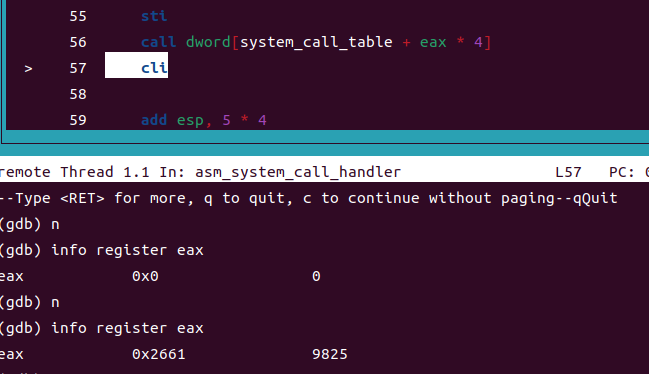 55 sti
56 call dword[system_call_table + eax * 4]
> 57 cli
58
59 add esp, 5 * 4
remote Thread 1.1 In: asm_system_call_handler L57 PC:
--Type <RET> for more, q to quit, c to continue without paging--qQuit
(gdb) n
(gdb) info register eax
eax 0x0 0
(gdb) n
(gdb) info register eax
eax 0x2661 9825